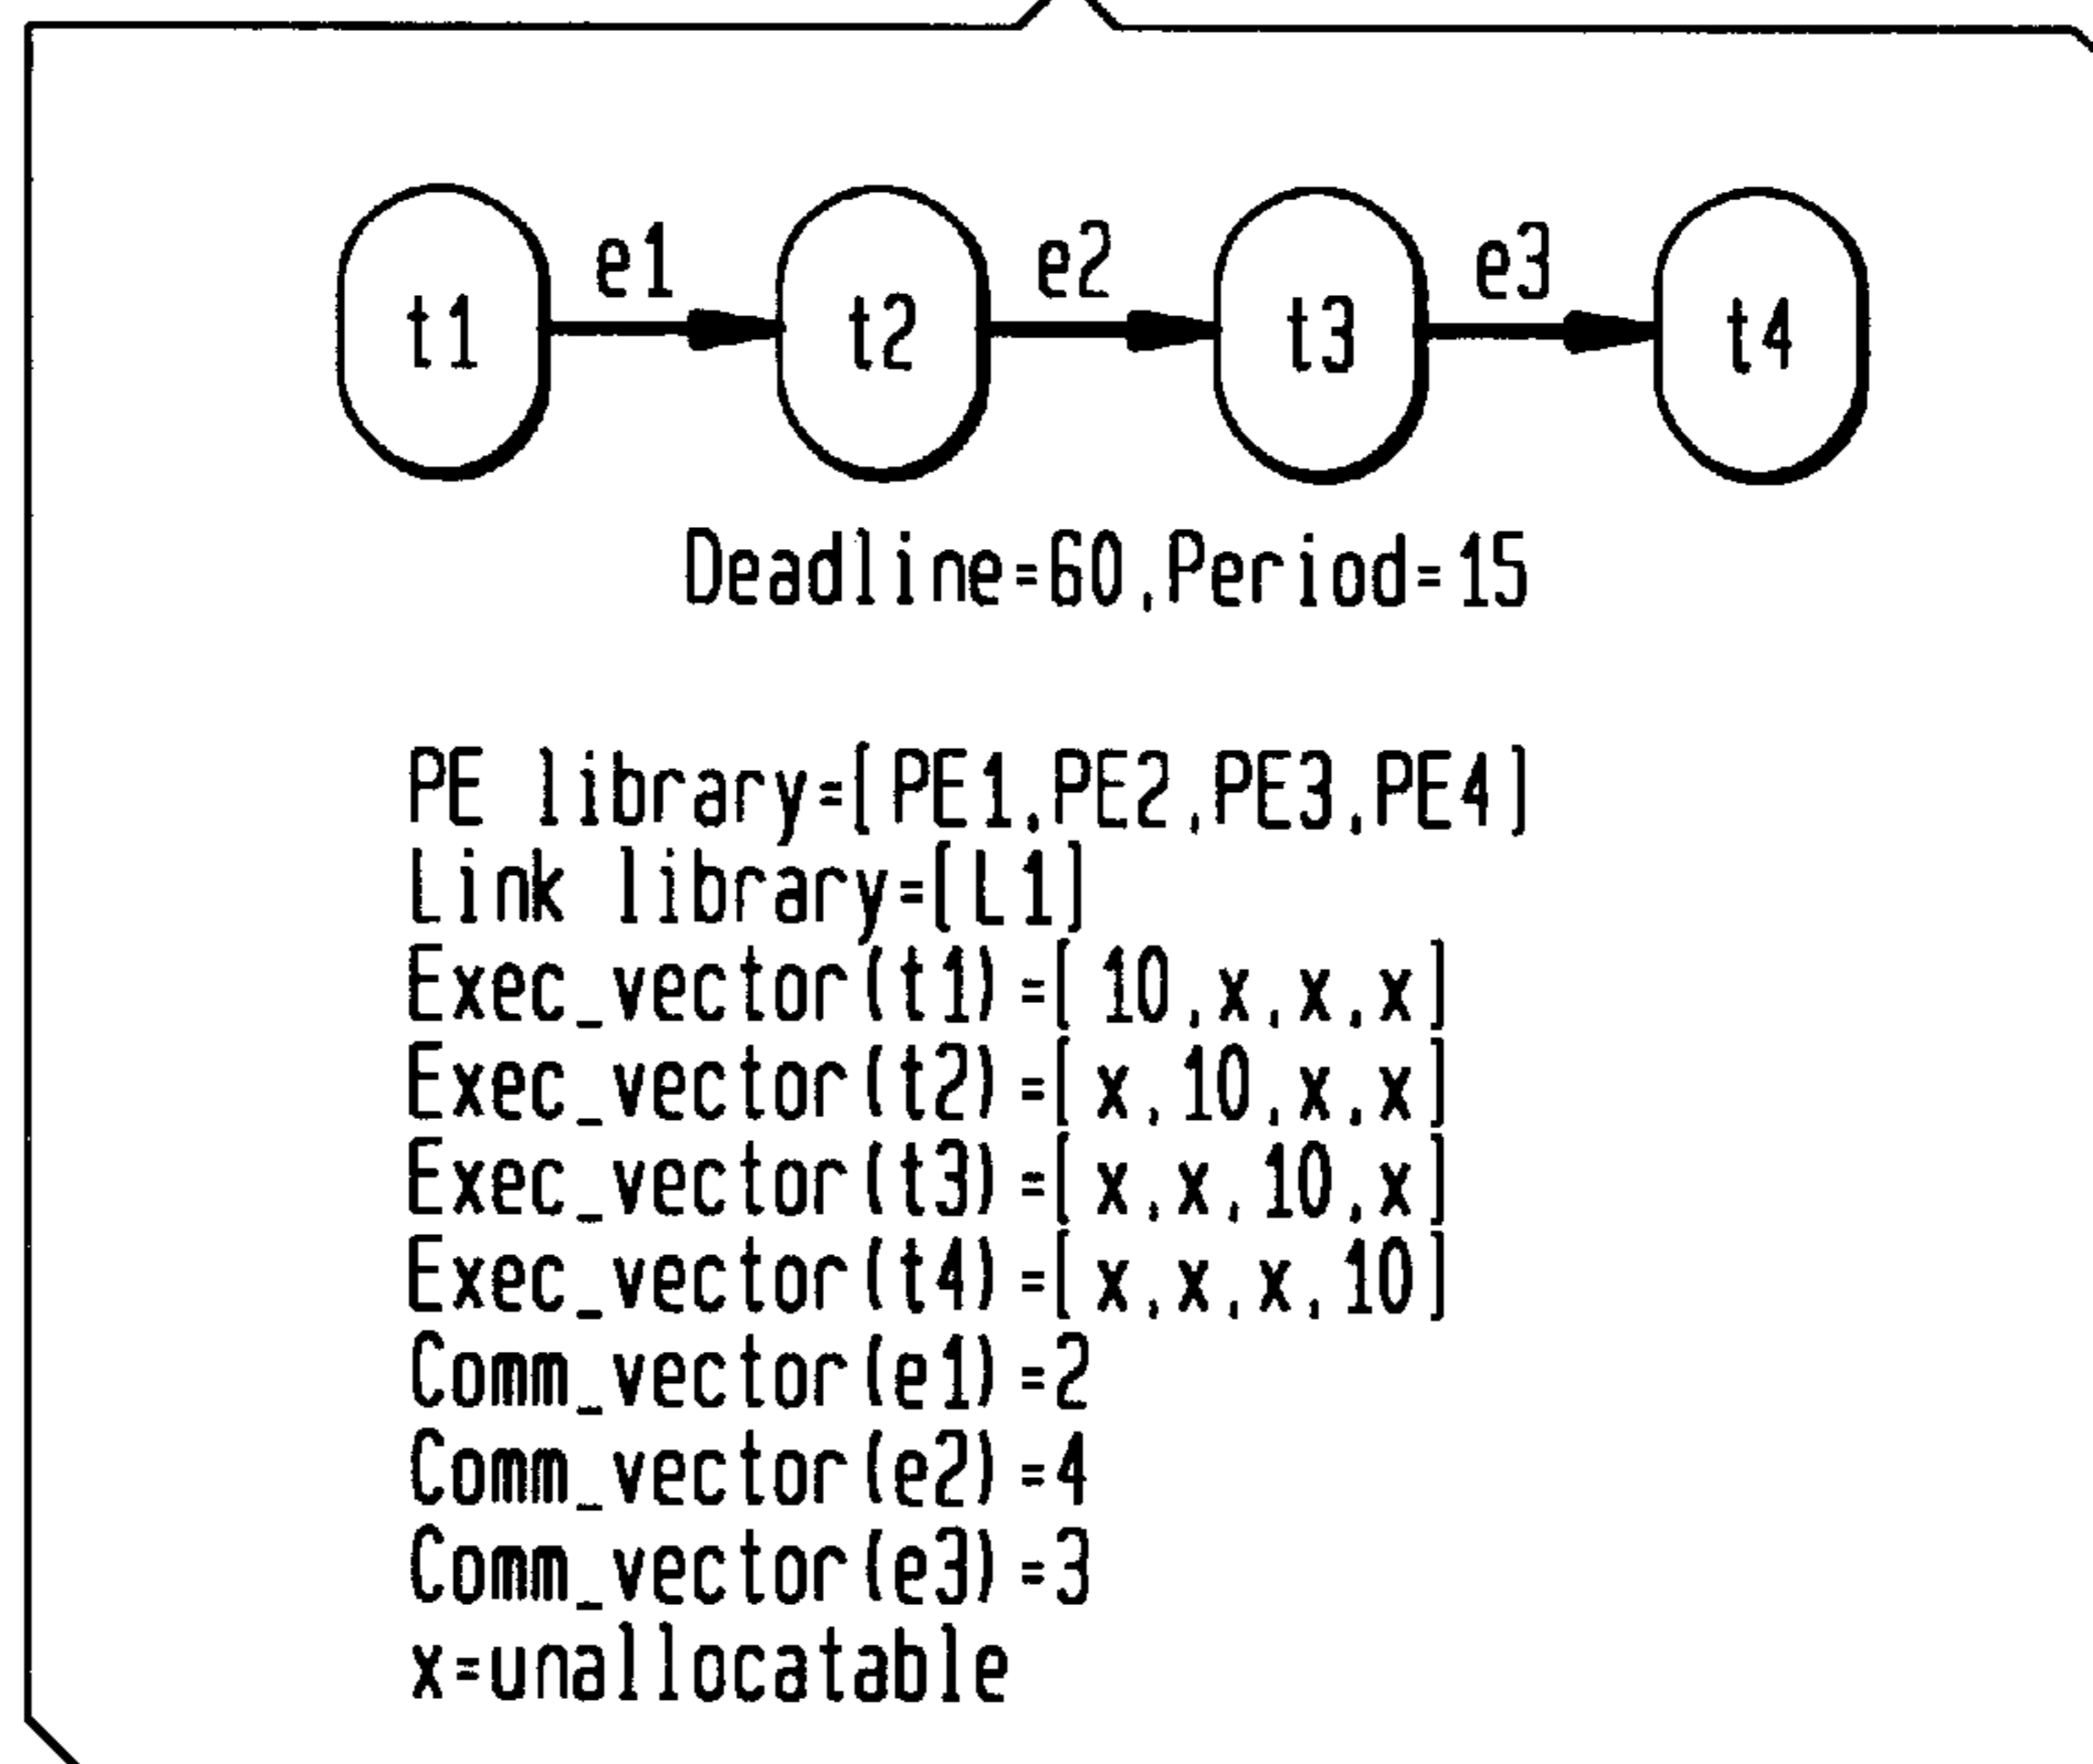 e1 e2 e3
t1 t2 t3 t4
Deadline=60,Period=15
PE library=[PE1,PE2,PE3,PE4]
Link library=[L1]
Exec_vector(t1)=[10,x,x,x]
Exec_vector(t2)=[x,10,x,x]
Exec_vector(t3)=[x,x,10,x]
Exec_vector(t4)=[x,x,x,10]
Comm_vector(e1)=2
Comm_vector(e2)=4
Comm_vector(e3)=3
x=unallocatable